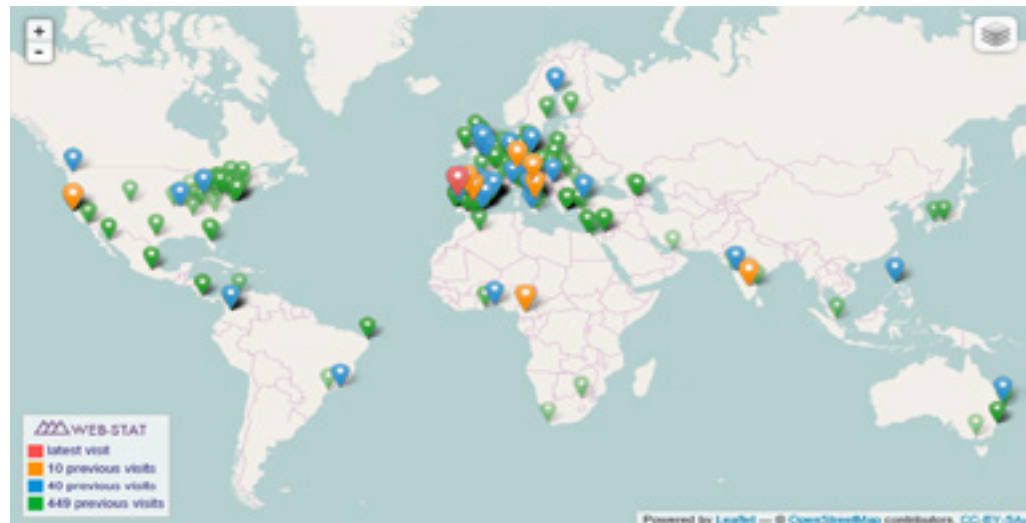 +
-
WEB-STAT
latest visit
10 previous visits
40 previous visits
449 previous visits
Powered by Leaflet — © OpenStreetMap contributors, CC-BY-SA